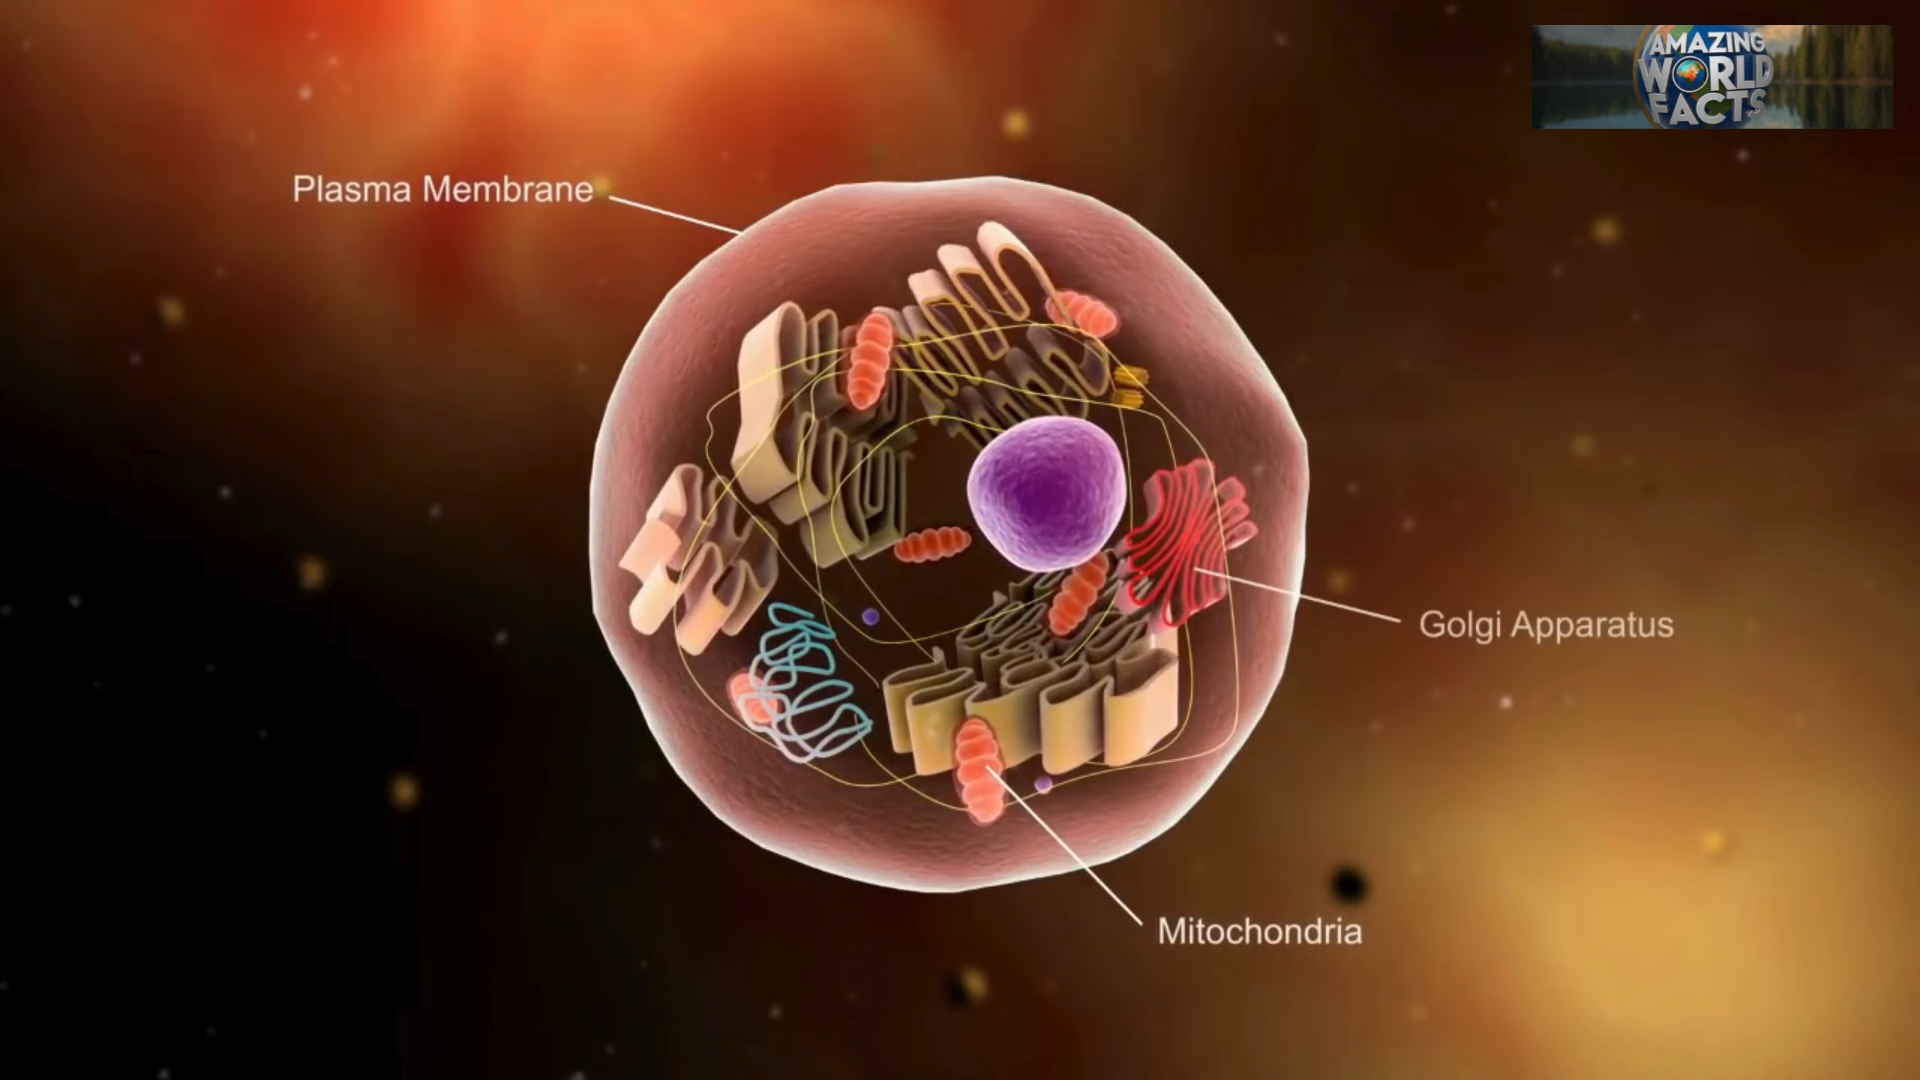 AMAZING
WORLD
FACTS
Plasma Membrane
Golgi Apparatus
Mitochondria